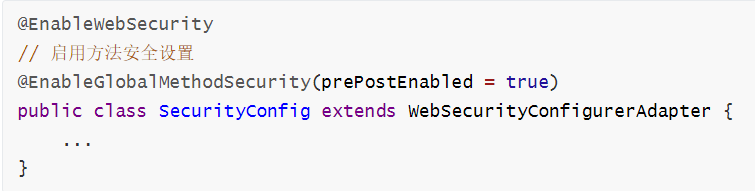 @EnableWebSecurity
// 启用方法安全设置
@EnableGlobalMethodSecurity(prePostEnabled = true)
public class SecurityConfig extends WebSecurityConfigurerAdapter {
    ...
}